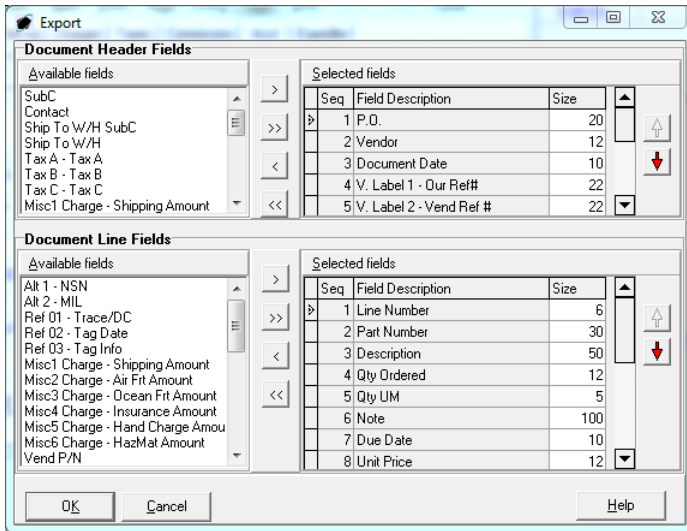 Export
Document Header Fields
Available fields
SubC
Contact
Ship To W/H SubC
Ship To W/H
Tax A - Tax A
Tax B - Tax B
Tax C - Tax C
Misc1 Charge - Shipping Amount
>
>>
<
<<
Selected fields
Seq Field Description Size
1 P.O. 20
2 Vendor 12
3 Document Date 10
4 V. Label 1 - Our Ref# 22
5 V. Label 2 - Vend Ref # 22
Document Line Fields
Available fields
Alt 1 - NSN
Alt 2 - MIL
Ref 01 - Trace/DC
Ref 02 - Tag Date
Ref 03 - Tag Info
Misc1 Charge - Shipping Amount
Misc2 Charge - Air Frt Amount
Misc3 Charge - Ocean Frt Amount
Misc4 Charge - Insurance Amount
Misc5 Charge - Hand Charge Amou
Misc6 Charge - HazMat Amount
Vend P/N
>
>>
<
<<
Selected fields
Seq Field Description Size
1 Line Number 6
2 Part Number 30
3 Description 50
4 Qty Ordered 12
5 Qty UM 5
6 Note 100
7 Due Date 10
8 Unit Price 12
OK Cancel Help